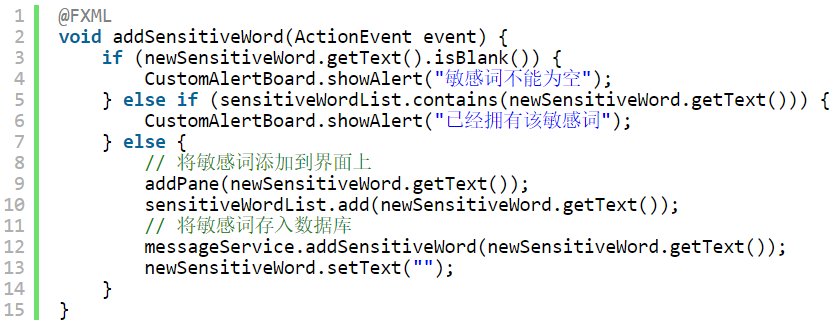 1 @FXML
2 void addSensitiveWord(ActionEvent event) {
3     if (newSensitiveWord.getText().isBlank()) {
4         CustomAlertBoard.showAlert("敏感词不能为空");
5     } else if (sensitiveWordList.contains(newSensitiveWord.getText())) {
6         CustomAlertBoard.showAlert("已经拥有该敏感词");
7     } else {
8         // 将敏感词添加到界面上
9         addPane(newSensitiveWord.getText());
10         sensitiveWordList.add(newSensitiveWord.getText());
11         // 将敏感词存入数据库
12         messageService.addSensitiveWord(newSensitiveWord.getText());
13         newSensitiveWord.setText("");
14     }
15 }